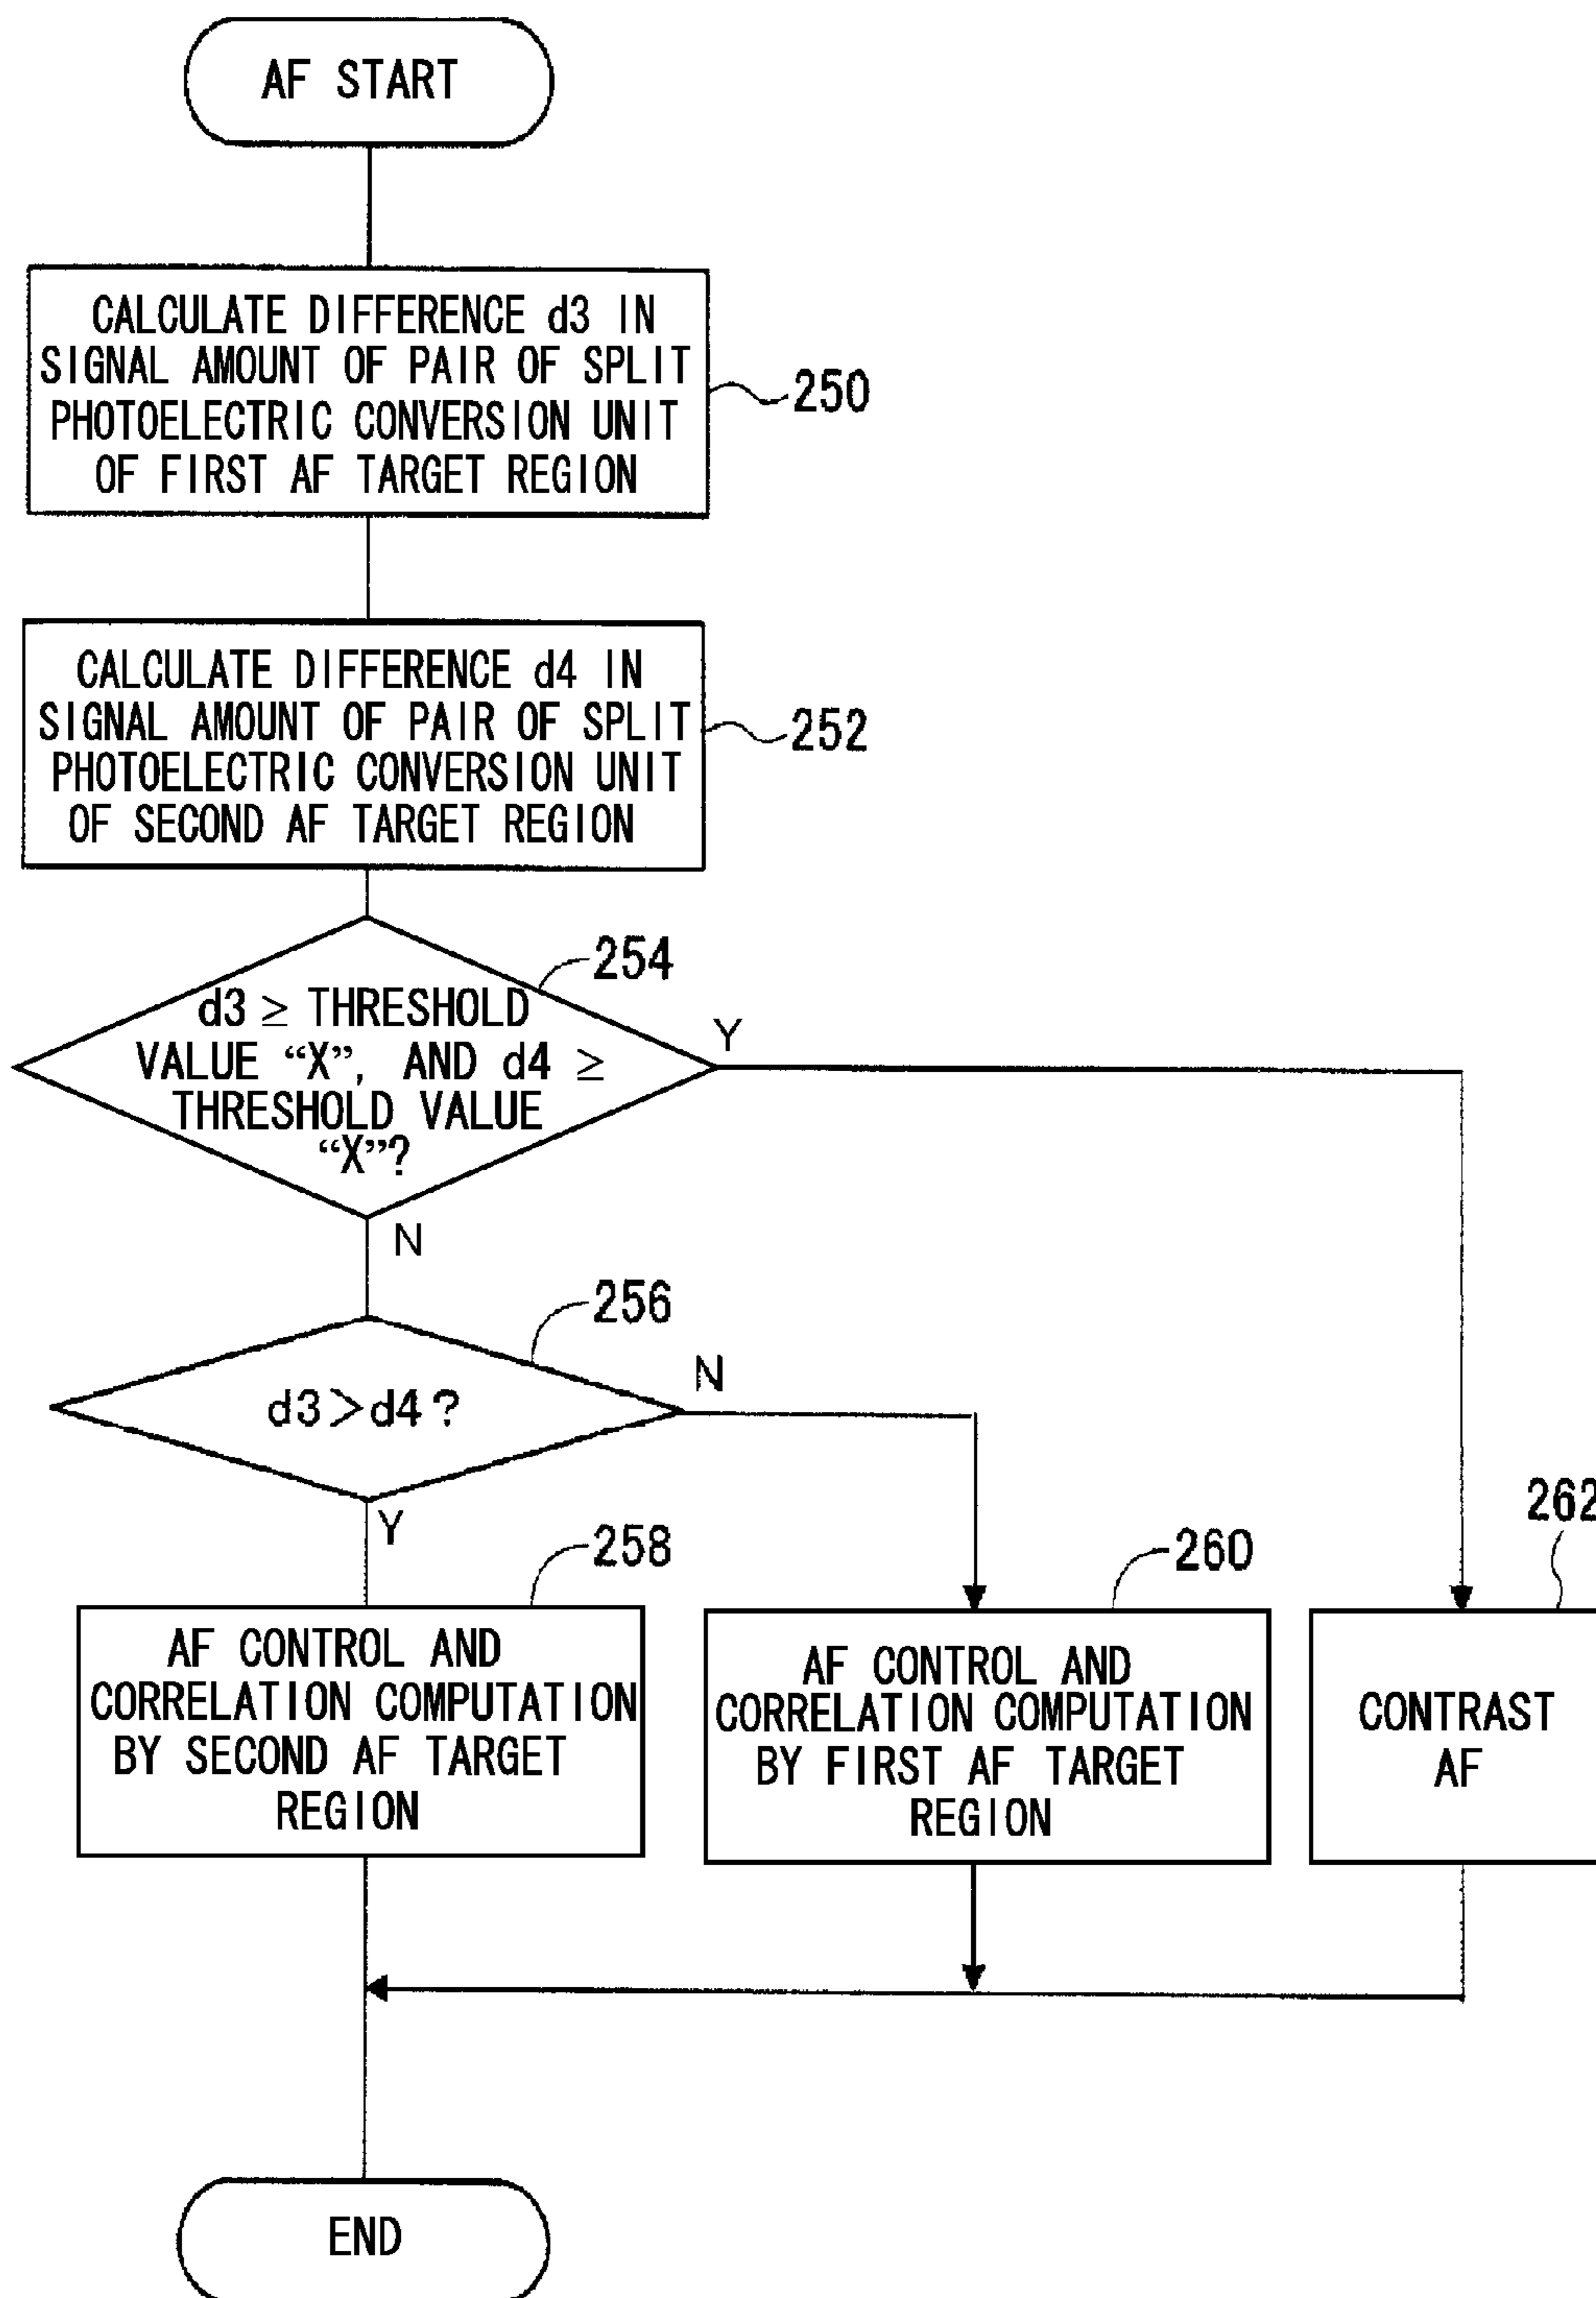 AF START
CALCULATE DIFFERENCE d3 IN
SIGNAL AMOUNT OF PAIR OF SPLIT
PHOTOELECTRIC CONVERSION UNIT
OF FIRST AF TARGET REGION
250
CALCULATE DIFFERENCE d4 IN
SIGNAL AMOUNT OF PAIR OF SPLIT
PHOTOELECTRIC CONVERSION UNIT
OF SECOND AF TARGET REGION
252
254
d3 ≥ THRESHOLD
VALUE “X”, AND d4 ≥
THRESHOLD VALUE
“X”?
Y
N
256
d3>d4?
N
Y
258
AF CONTROL AND
CORRELATION COMPUTATION
BY SECOND AF TARGET
REGION
260
AF CONTROL AND
CORRELATION COMPUTATION
BY FIRST AF TARGET
REGION
262
CONTRAST
AF
END